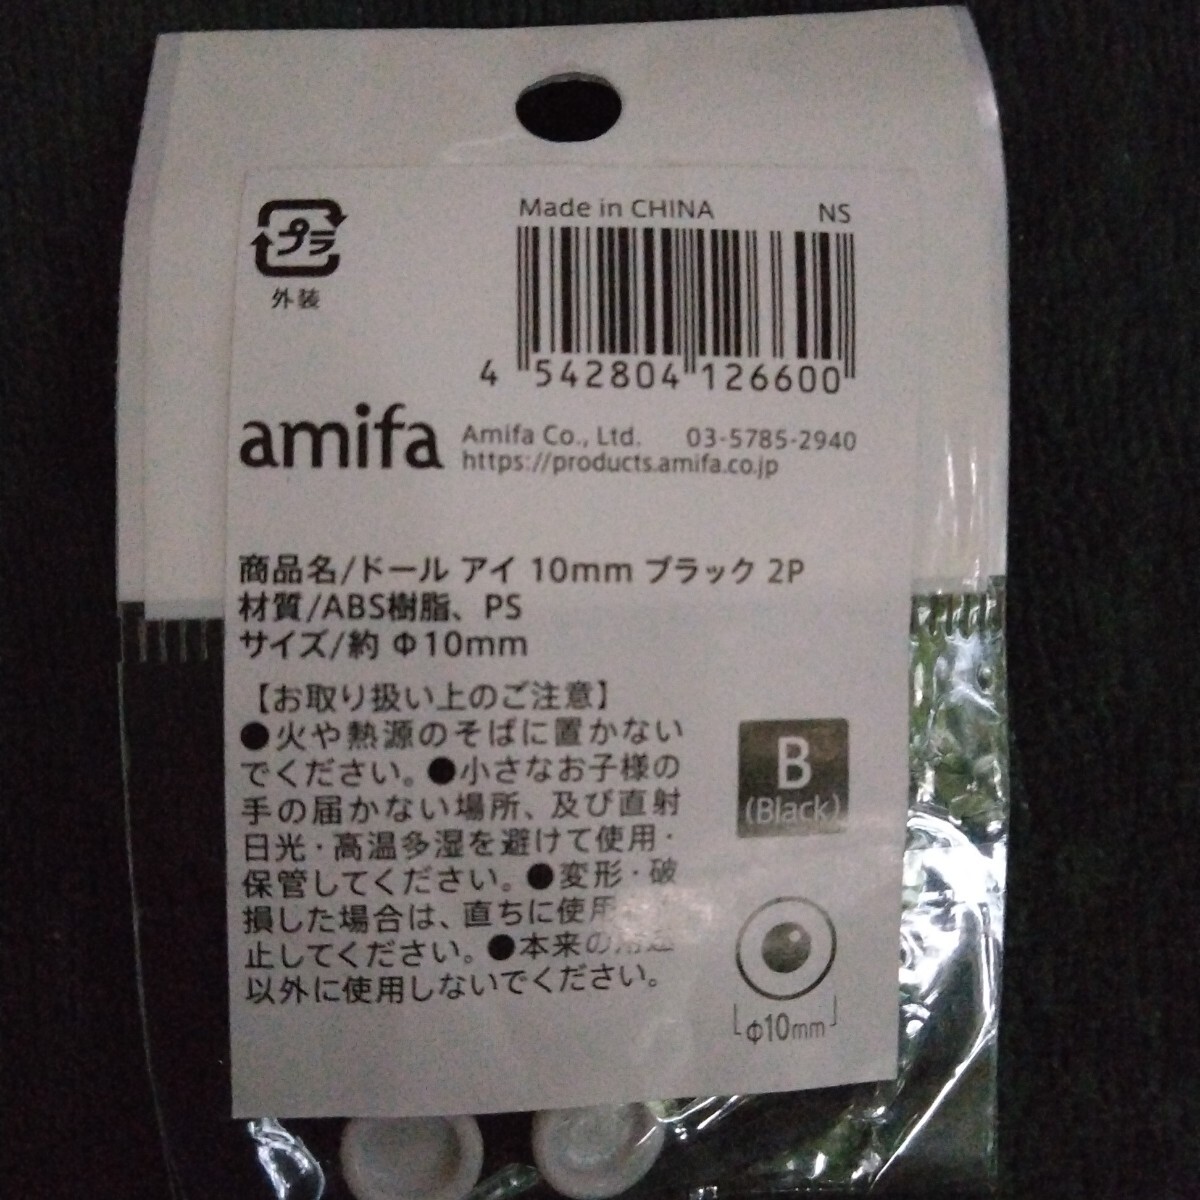 プラ
外装
Made in CHINA NS
4 542804 126600
amifa
Amifa Co., Ltd. 03-5785-2940
https://products.amifa.co.jp
商品名/ドール アイ 10mm ブラック 2P
材質/ABS樹脂、PS
サイズ/約 Φ10mm
【お取り扱い上のご注意】
●火や熱源のそばに置かない
でください。●小さなお子様の
手の届かない場所、及び直射
日光・高温多湿を避けて使用・
保管してください。●変形・破
損した場合は、直ちに使用
止してください。●本来の用途
以外に使用しないでください。
B
(Black)
Φ10mm